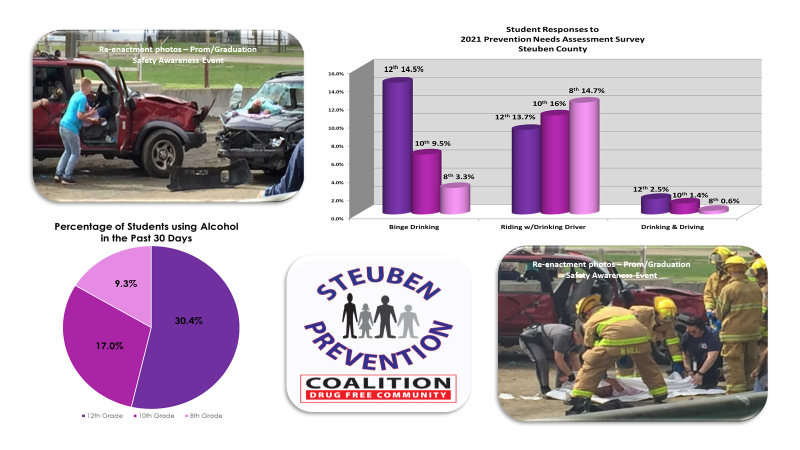 Re-enactment photos – Prom/Graduation
Safety Awareness Event
Student Responses to
2021 Prevention Needs Assessment Survey
Steuben County
16.0%
14.0%
12.0%
10.0%
8.0%
6.0%
4.0%
2.0%
0.0%
12th 14.5%
10th 9.5%
8th 3.3%
12th 13.7%
10th 16%
8th 14.7%
12th 2.5%
10th 1.4%
8th 0.6%
Binge Drinking
Riding w/Drinking Driver
Drinking & Driving
Percentage of Students using Alcohol
in the Past 30 Days
9.3%
30.4%
17.0%
12th Grade
10th Grade
8th Grade
STEUBEN
PREVENTION
COALITION
DRUG FREE COMMUNITY
Re-enactment photos – Prom/Graduation
Safety Awareness Event